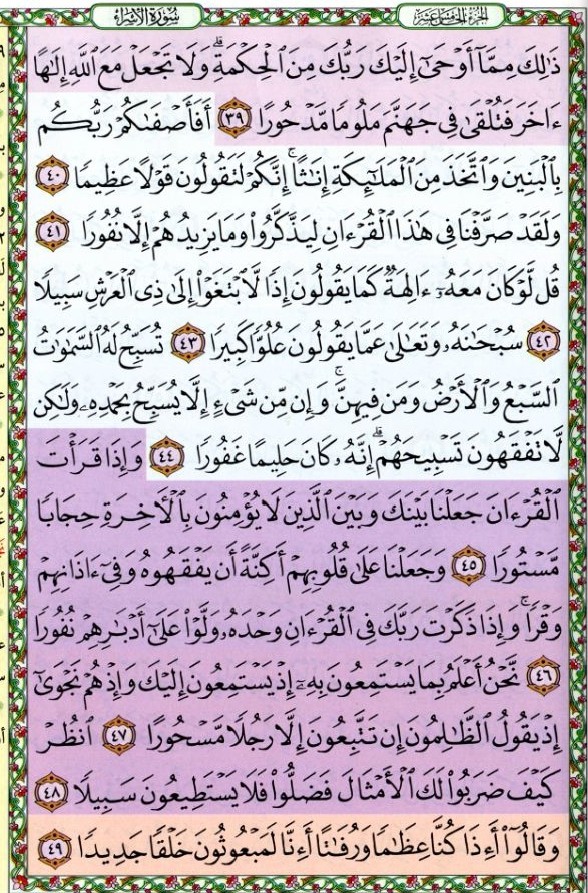 الجزء الخامس عشر
سُورَةُ الإِسْرَاءِ
ذَٰلِكَ مِمَّآ أَوْحَىٰٓ إِلَيْكَ رَبُّكَ مِنَ ٱلْحِكْمَةِ ۗ وَلَا تَجْعَلْ مَعَ ٱللَّهِ إِلَٰهًا
ءَاخَرَ فَتُلْقَىٰ فِى جَهَنَّمَ مَلُومًا مَّدْحُورًا ٣٩ أَفَأَصْفَىٰكُمْ رَبُّكُم
بِٱلْبَنِينَ وَٱتَّخَذَ مِنَ ٱلْمَلَٰٓئِكَةِ إِنَٰثًا ۚ إِنَّكُمْ لَتَقُولُونَ قَوْلًا عَظِيمًا ٤٠
وَلَقَدْ صَرَّفْنَا فِى هَٰذَا ٱلْقُرْءَانِ لِيَذَّكَّرُوا۟ وَمَا يَزِيدُهُمْ إِلَّا نُفُورًا ٤١
قُل لَّوْ كَانَ مَعَهُۥٓ ءَالِهَةٌ كَمَا يَقُولُونَ إِذًا لَّٱبْتَغَوْا۟ إِلَىٰ ذِى ٱلْعَرْشِ سَبِيلًا
٤٢ سُبْحَٰنَهُۥ وَتَعَٰلَىٰ عَمَّا يَقُولُونَ عُلُوًّا كَبِيرًا ٤٣ تُسَبِّحُ لَهُ ٱلسَّمَٰوَٰتُ
ٱلسَّبْعُ وَٱلْأَرْضُ وَمَن فِيهِنَّ ۚ وَإِن مِّن شَىْءٍ إِلَّا يُسَبِّحُ بِحَمْدِهِۦ وَلَٰكِن
لَّا تَفْقَهُونَ تَسْبِيحَهُمْ ۗ إِنَّهُۥ كَانَ حَلِيمًا غَفُورًا ٤٤ وَإِذَا قَرَأْتَ
ٱلْقُرْءَانَ جَعَلْنَا بَيْنَكَ وَبَيْنَ ٱلَّذِينَ لَا يُؤْمِنُونَ بِٱلْءَاخِرَةِ حِجَابًا
مَّسْتُورًا ٤٥ وَجَعَلْنَا عَلَىٰ قُلُوبِهِمْ أَكِنَّةً أَن يَفْقَهُوهُ وَفِىٓ ءَاذَانِهِمْ
وَقْرًا ۚ وَإِذَا ذَكَرْتَ رَبَّكَ فِى ٱلْقُرْءَانِ وَحْدَهُۥ وَلَّوْا۟ عَلَىٰٓ أَدْبَٰرِهِمْ نُفُورًا
٤٦ نَّحْنُ أَعْلَمُ بِمَا يَسْتَمِعُونَ بِهِۦٓ إِذْ يَسْتَمِعُونَ إِلَيْكَ وَإِذْ هُمْ نَجْوَىٰٓ
إِذْ يَقُولُ ٱلظَّٰلِمُونَ إِن تَتَّبِعُونَ إِلَّا رَجُلًا مَّسْحُورًا ٤٧ ٱنظُرْ
كَيْفَ ضَرَبُوا۟ لَكَ ٱلْأَمْثَالَ فَضَلُّوا۟ فَلَا يَسْتَطِيعُونَ سَبِيلًا ٤٨
وَقَالُوٓا۟ أَءِذَا كُنَّا عِظَٰمًا وَرُفَٰتًا أَءِنَّا لَمَبْعُوثُونَ خَلْقًا جَدِيدًا ٤٩